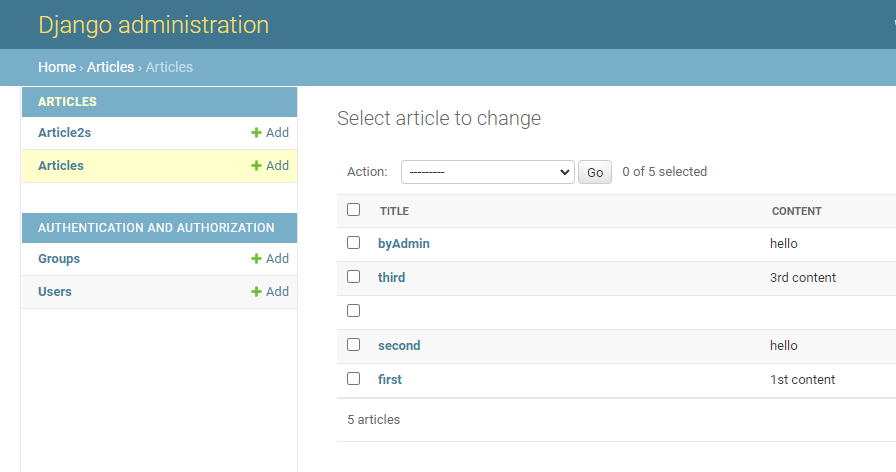 Django administration
Home › Articles › Articles
ARTICLES
Article2s Add
Articles Add
AUTHENTICATION AND AUTHORIZATION
Groups Add
Users Add
Select article to change
Action: --------- Go 0 of 5 selected
TITLE CONTENT
byAdmin hello
third 3rd content
second hello
first 1st content
5 articles